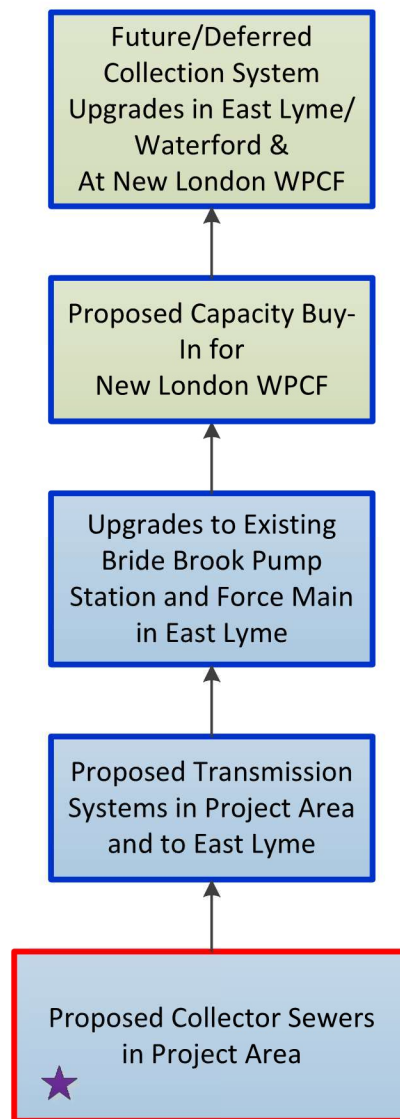 Future/Deferred
Collection System
Upgrades in East Lyme/
Waterford &
At New London WPCF
Proposed Capacity Buy-
In for
New London WPCF
Upgrades to Existing
Bride Brook Pump
Station and Force Main
in East Lyme
Proposed Transmission
Systems in Project Area
and to East Lyme
Proposed Collector Sewers
in Project Area